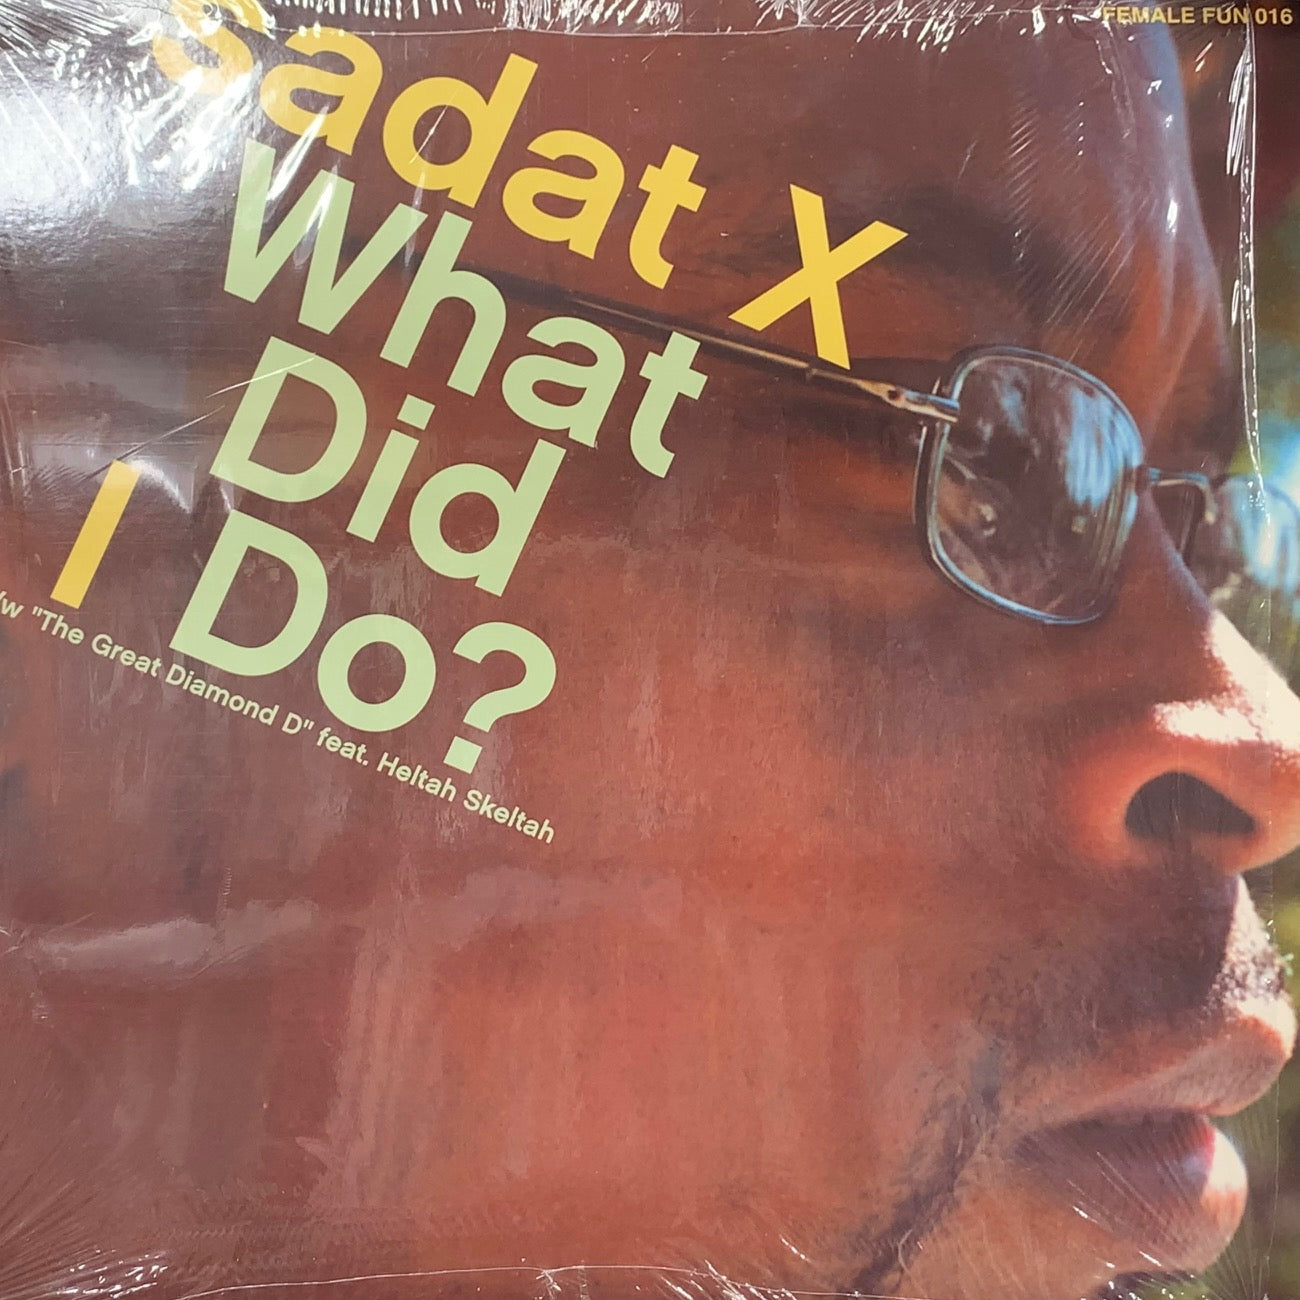 FEMALE FUN 016
Sadat X
What
Did
I Do?
/w "The Great Diamond D" feat. Heltah Skeltah